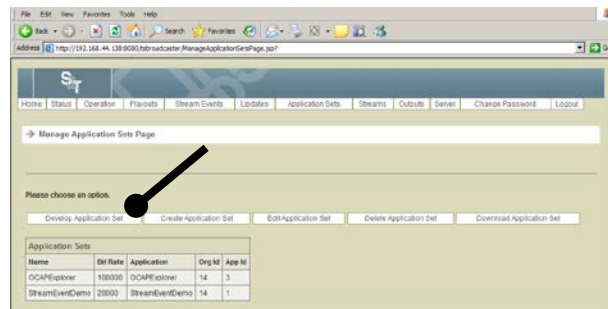 File Edit View Favorites Tools Help
Back Search Favorites
Address http://192.168.44.138:8080/tsbroadcaster/ManageApplicationSetsPage.jsp?
S&T
Home Status Operation Playouts Stream Events Updates Application Sets Streams Outputs Server Change Password Logout
Manage Application Sets Page
Please choose an option.
Develop Application Set Create Application Set Edit Application Set Delete Application Set Download Application Set
Application Sets
Name Bit Rate Application Org Id App Id
OCAPExplorer 100000 OCAPExplorer 14 3
StreamEventDemo 20000 StreamEventDemo 14 1